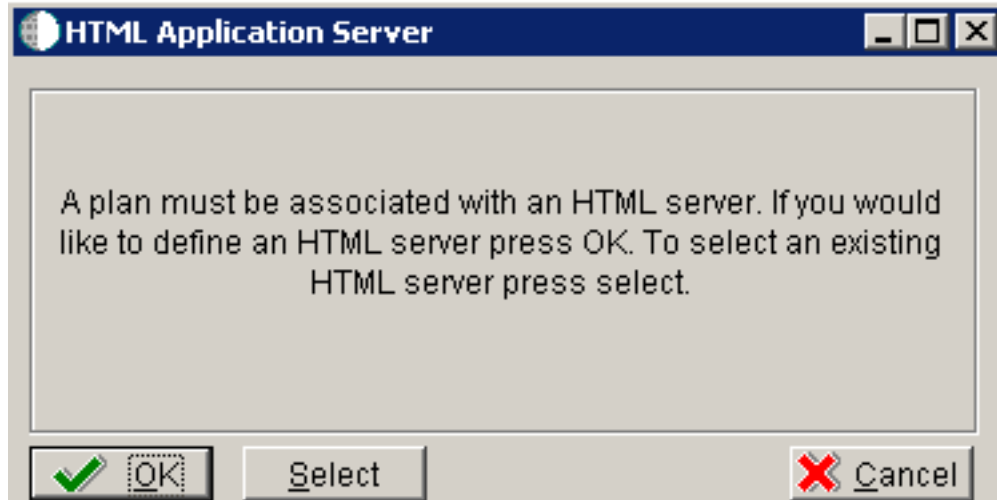 HTML Application Server
A plan must be associated with an HTML server. If you would
like to define an HTML server press OK. To select an existing
HTML server press select.
OK
Select
Cancel